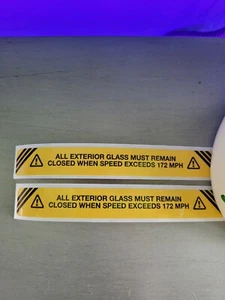 ALL EXTERIOR GLASS MUST REMAIN
CLOSED WHEN SPEED EXCEEDS 172 MPH
ALL EXTERIOR GLASS MUST REMAIN
CLOSED WHEN SPEED EXCEEDS 172 MPH